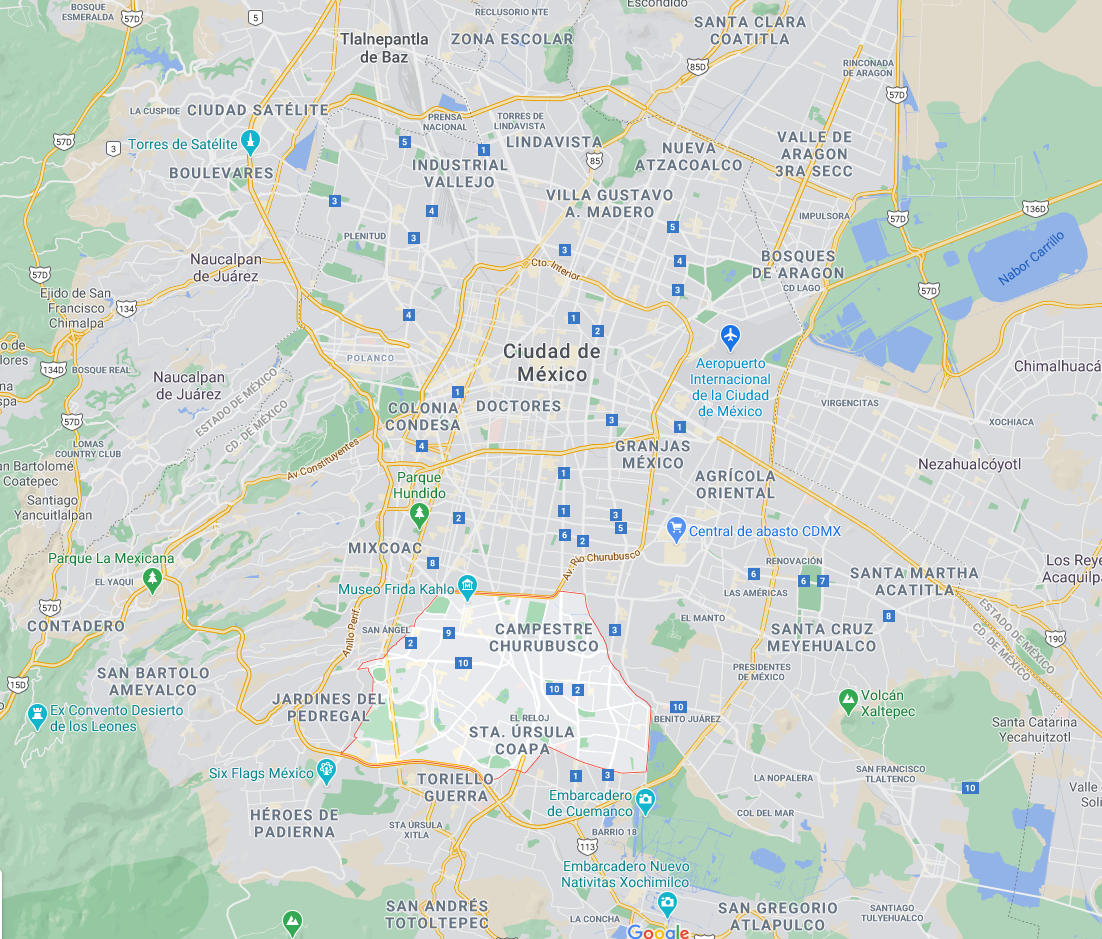 BOSQUE
ESMERALDA
57D
5
RECLUSORIO NTE
Escondido
Tlalnepantla
de Baz
ZONA ESCOLAR
SANTA CLARA
COATITLA
85D
RINCONADA
DE ARAGON
57D
LA CUSPIDE
CIUDAD SATÉLITE
PRENSA
NACIONAL
TORRES DE
LINDAVISTA
57D
3
Torres de Satélite
5
1
LINDAVISTA
85
NUEVA
ATZACOALCO
VALLE DE
ARAGON
3RA SECC
BOULEVARES
INDUSTRIAL
VALLEJO
3
4
VILLA GUSTAVO
A. MADERO
IMPULSORA
57D
136D
PLENITUD
3
3
5
Naucalpan
de Juárez
Cto. Interior
4
BOSQUES
DE ARAGON
CD LAGO
Nabor Carrillo
57D
Ejido de San
Francisco
Chimalpa
134
3
57D
4
1
2
o de
lores
134D
BOSQUE REAL
POLANCO
Ciudad de
México
Aeropuerto
Internacional
de la Ciudad
de México
Chimalhuacá
na
spa
Naucalpan
de Juárez
ESTADO DE MÉXICO
CD. DE MÉXICO
1
COLONIA
CONDESA
DOCTORES
VIRGENCITAS
57D
3
1
XOCHIACA
LOMAS
COUNTRY CLUB
Av Constituyentes
4
GRANJAS
MÉXICO
Nezahualcóyotl
an Bartolomé
Coatepec
Parque
Hundido
1
AGRÍCOLA
ORIENTAL
Santiago
Yancuitlalpan
2
1
3
5
6
2
Central de abasto CDMX
MIXCOAC
8
Av. Río Churubusco
Parque La Mexicana
EL YAQUI
RENOVACIÓN
6
6
7
SANTA MARTHA
ACATITLA
Los Reye
Acaquilpa
Museo Frida Kahlo
LAS AMÉRICAS
57D
CONTADERO
Anillo Perif
SAN ÁNGEL
9
2
CAMPESTRE
CHURUBUSCO
3
EL MANTO
8
SANTA CRUZ
MEYEHUALCO
ESTADO DE MÉXICO
CD. DE MÉXICO
190
10
SAN BARTOLO
AMEYALCO
15D
PRESIDENTES
DE MÉXICO
10
2
JARDINES DEL
PEDREGAL
Ex Convento Desierto
de los Leones
EL RELOJ
STA. ÚRSULA
COAPA
10
BENITO JUÁREZ
Volcán
Xaltepec
Santa Catarina
Yecahuitzotl
Six Flags México
TORIELLO
GUERRA
1
3
LA NOPALERA
SAN FRANCISCO
TLALTENCO
10
Valle
Soli
Embarcadero
de Cuemanco
HÉROES DE
PADIERNA
STA ÚRSULA
XITLA
BARRIO 18
COL DEL MAR
113
Embarcadero Nuevo
Nativitas Xochimilco
SAN ANDRÉS
TOTOLTEPEC
LA CONCHA
SAN GREGORIO
ATLAPULCO
SANTIAGO
TULYEHUALCO
Google